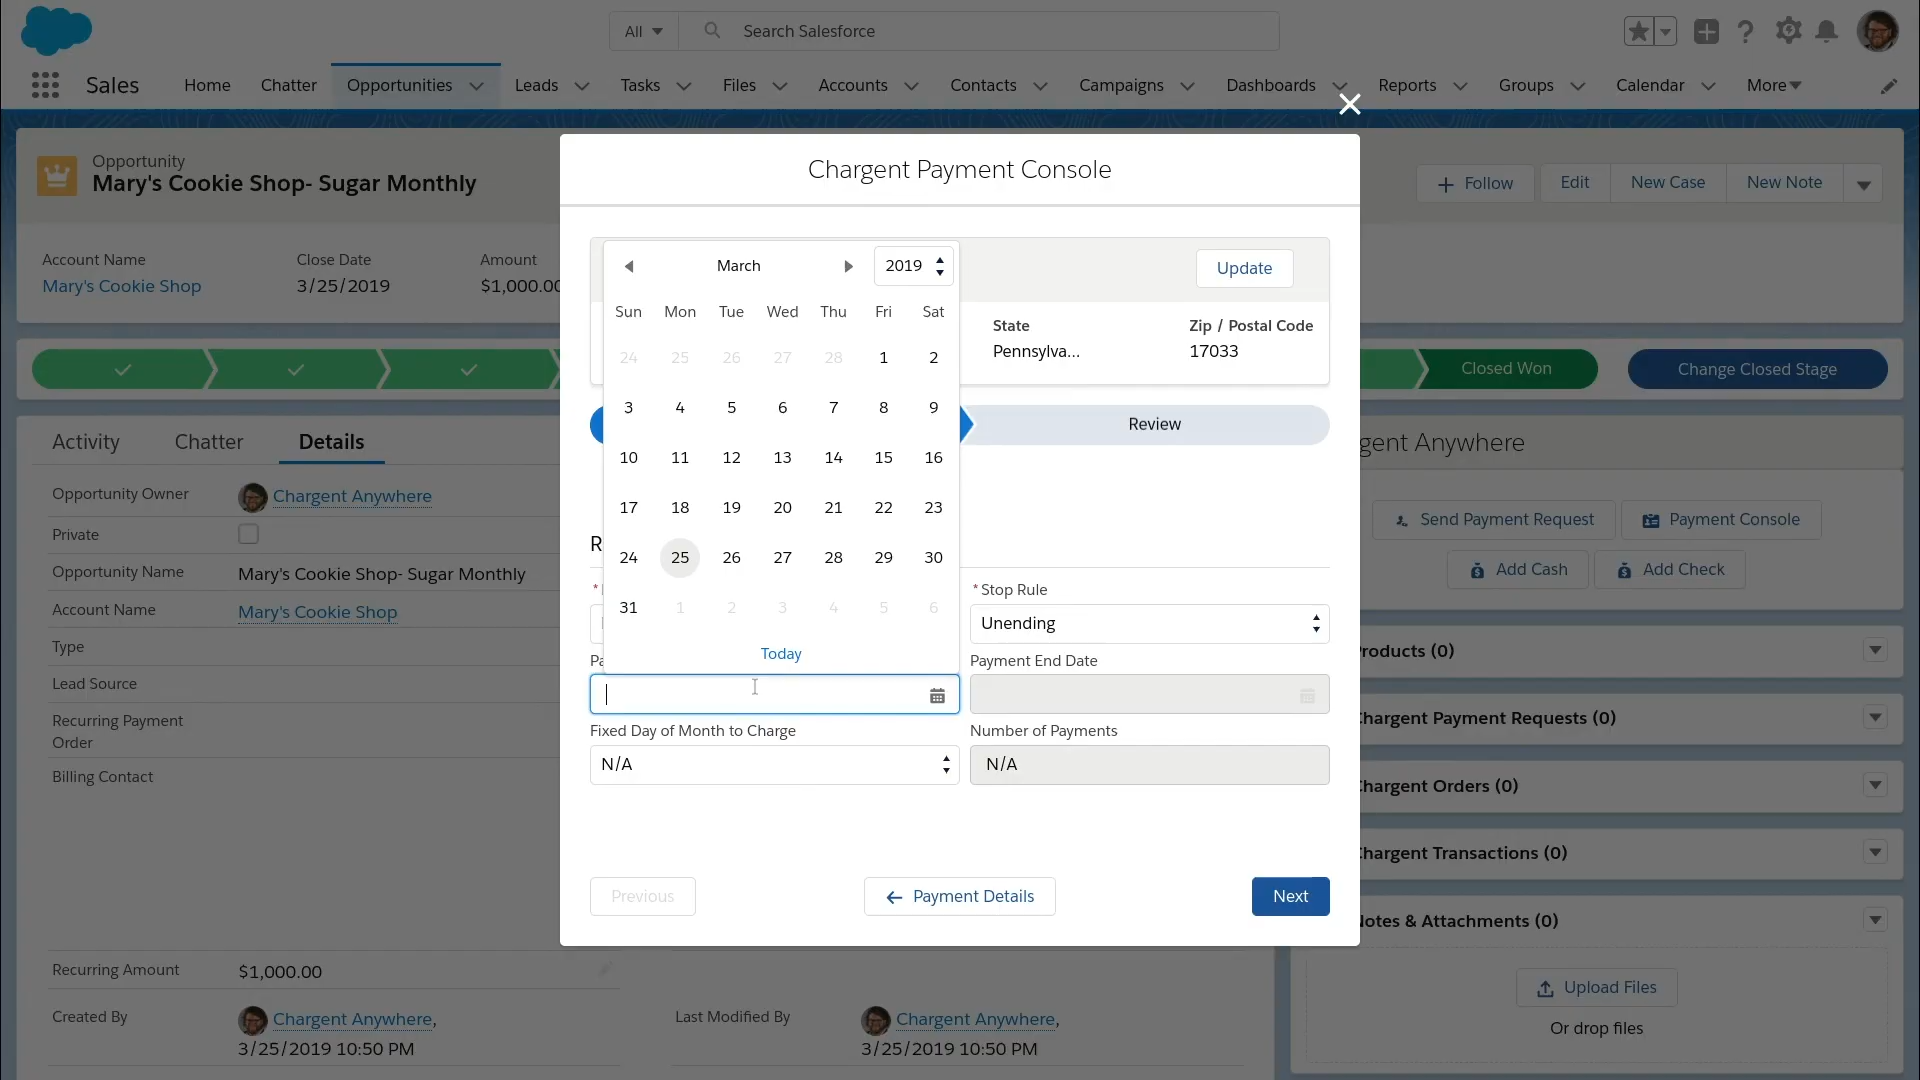 All
Search Salesforce
Sales
Home
Chatter
Opportunities
Leads
Tasks
Files
Accounts
Contacts
Campaigns
Dashboards
Reports
Groups
Calendar
More
Opportunity
Mary's Cookie Shop- Sugar Monthly
Follow
Edit
New Case
New Note
Account Name
Mary's Cookie Shop
Close Date
3/25/2019
Amount
$1,000.00
Closed Won
Change Closed Stage
Activity
Chatter
Details
Opportunity Owner
Chargent Anywhere
Private
Opportunity Name
Mary's Cookie Shop- Sugar Monthly
Account Name
Mary's Cookie Shop
Type
Lead Source
Recurring Payment
Order
Billing Contact
Recurring Amount
$1,000.00
Created By
Chargent Anywhere,
3/25/2019 10:50 PM
Last Modified By
Chargent Anywhere,
3/25/2019 10:50 PM
Chargent Payment Console
Update
State
Pennsylva...
Zip / Postal Code
17033
Review
March
2019
Sun Mon Tue Wed Thu Fri Sat
24 25 26 27 28 1 2
3 4 5 6 7 8 9
10 11 12 13 14 15 16
17 18 19 20 21 22 23
24 25 26 27 28 29 30
31 1 2 3 4 5 6
Today
R
*
* Stop Rule
Unending
Pa
Payment End Date
Fixed Day of Month to Charge
N/A
Number of Payments
N/A
Previous
Payment Details
Next
gent Anywhere
Send Payment Request
Payment Console
Add Cash
Add Check
roducts (0)
hargent Payment Requests (0)
hargent Orders (0)
hargent Transactions (0)
otes & Attachments (0)
Upload Files
Or drop files